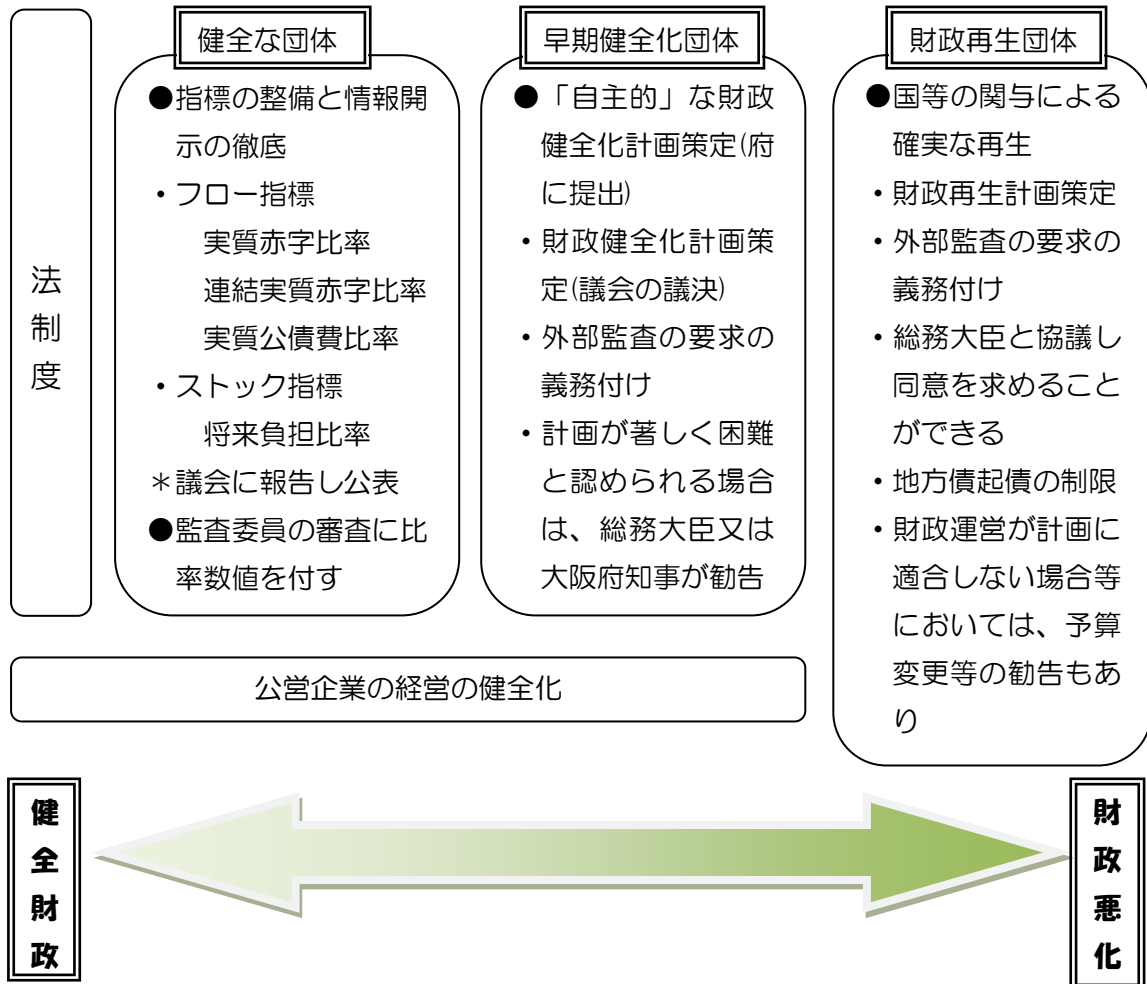 法制度
健全な団体
●指標の整備と情報開
示の徹底
・フロー指標
実質赤字比率
連結実質赤字比率
実質公債費比率
・ストック指標
将来負担比率
＊議会に報告し公表
●監査委員の審査に比
率数値を付す
早期健全化団体
●「自主的」な財政
健全化計画策定(府
に提出)
・財政健全化計画策
定(議会の議決)
・外部監査の要求の
義務付け
・計画が著しく困難
と認められる場合
は、総務大臣又は
大阪府知事が勧告
財政再生団体
●国等の関与による
確実な再生
・財政再生計画策定
・外部監査の要求の
義務付け
・総務大臣と協議し
同意を求めること
ができる
・地方債起債の制限
・財政運営が計画に
適合しない場合等
においては、予算
変更等の勧告もあ
り
公営企業の経営の健全化
健全財政
財政悪化